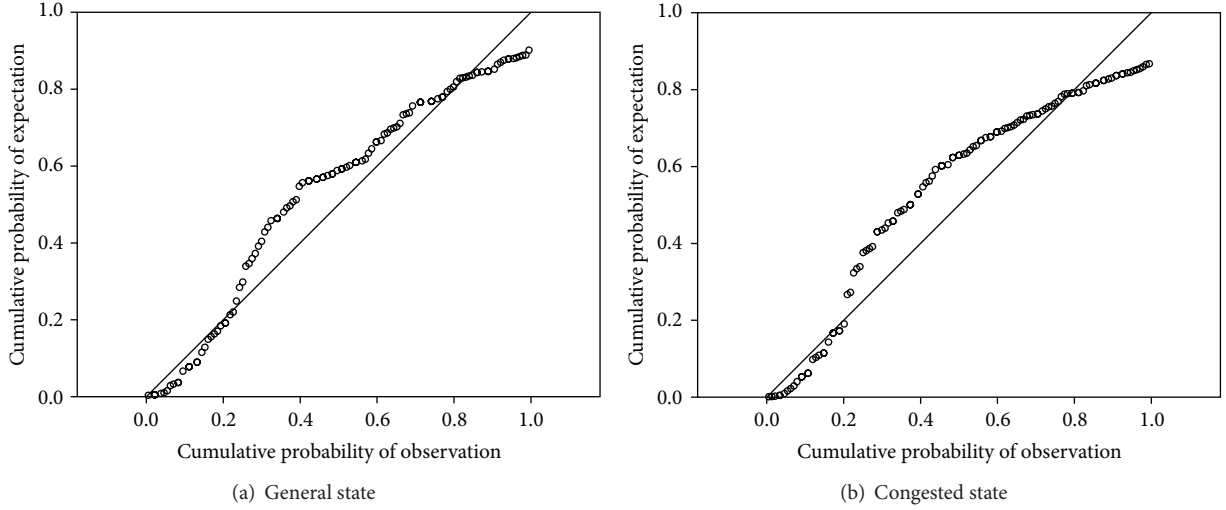 1.0
0.8
0.6
0.4
0.2
0.0
Cumulative probability of expectation
0.0 0.2 0.4 0.6 0.8 1.0
Cumulative probability of observation
(a) General state
1.0
0.8
0.6
0.4
0.2
0.0
Cumulative probability of expectation
0.0 0.2 0.4 0.6 0.8 1.0
Cumulative probability of observation
(b) Congested state